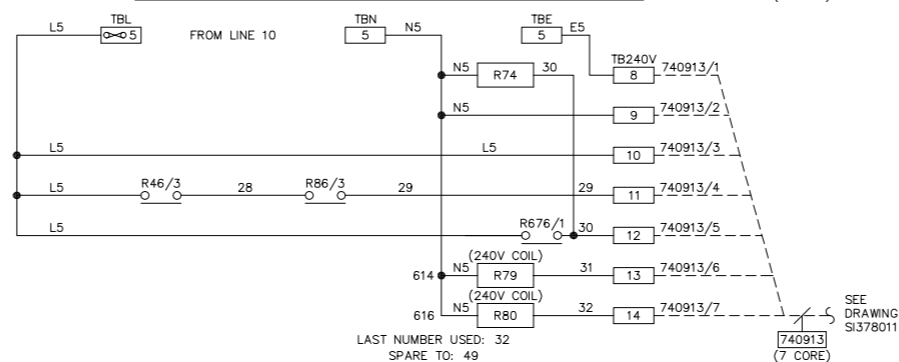 TBL TBN TBE
L5 5 FROM LINE 10 5 N5 5 E5
TB240V
N5 R74 30 8 740913/1
N5 9 740913/2
L5 L5 10 740913/3
L5 R46/3 28 R86/3 29 29 11 740913/4
L5 R676/1 30 12 740913/5
(240V COIL)
614 N5 R79 31 13 740913/6
(240V COIL)
616 N5 R80 32 14 740913/7
SEE
DRAWING
SI378011
LAST NUMBER USED: 32
SPARE TO: 49
740913
(7 CORE)